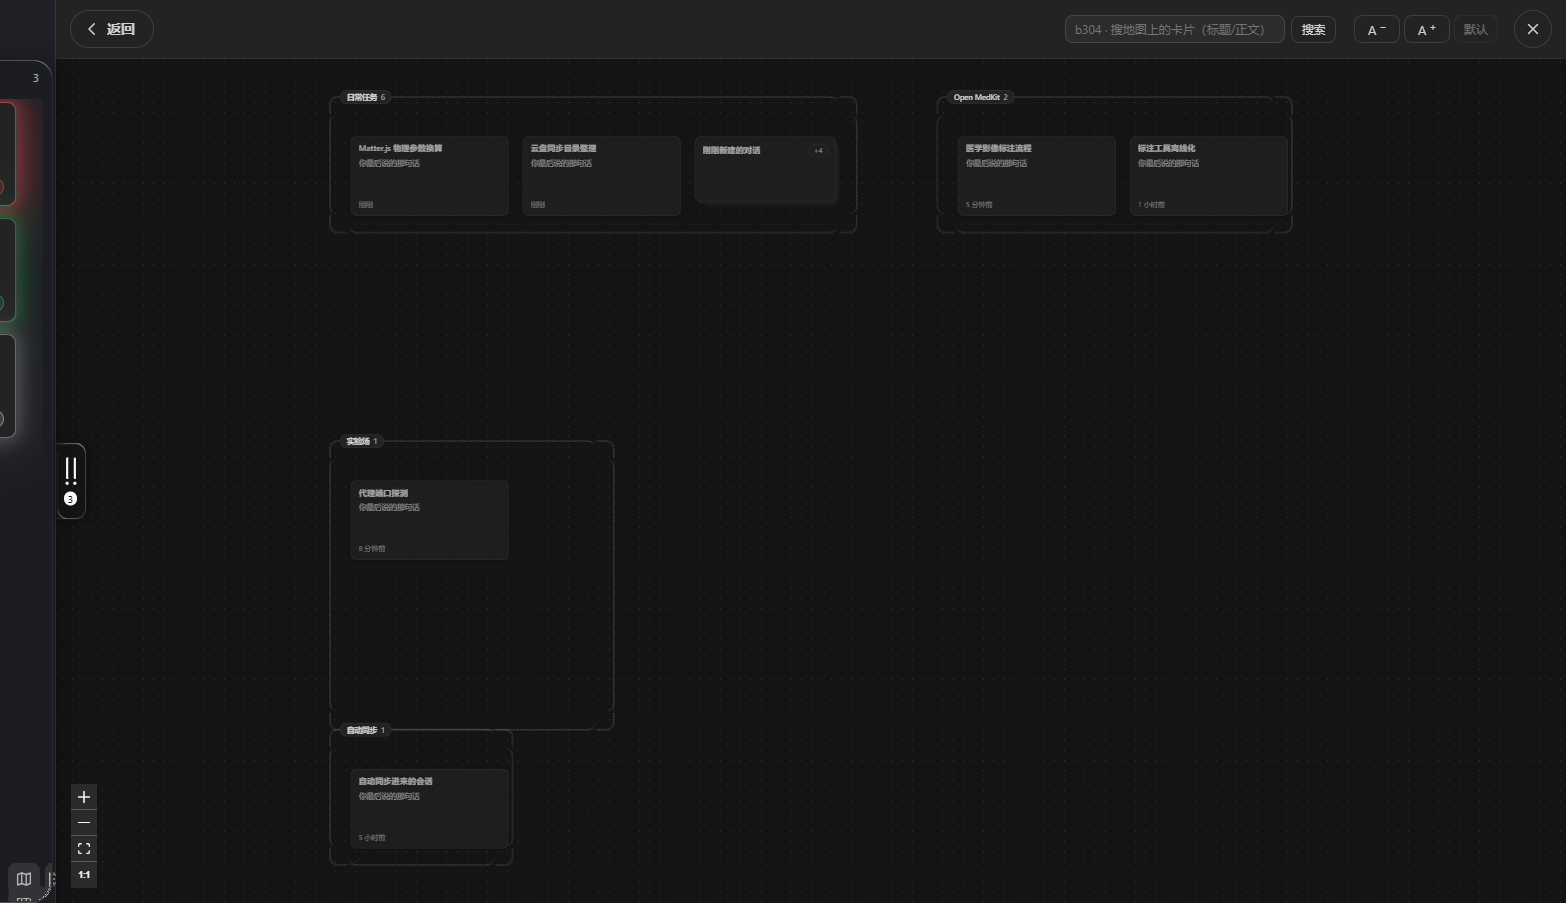 返回
b304 · 搜地图上的卡片（标题/正文）
搜索
A⁻
A⁺
默认
3
日常任务 6
Matter.js 物理参数换算
你最后说的那句话
刚刚
云盘同步目录整理
你最后说的那句话
刚刚
刚刚新建的对话
+4
Open MedKit 2
医学影像标注流程
你最后说的那句话
5 分钟前
标注工具离线化
你最后说的那句话
1 小时前
实验场 1
代理端口探测
你最后说的那句话
8 分钟前
3
自动同步 1
自动同步进来的会话
你最后说的那句话
5 小时前
1:1